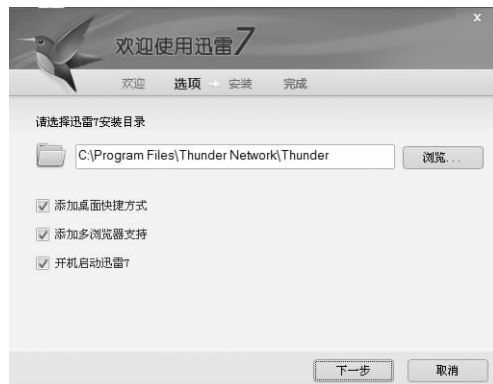 x
欢迎使用迅雷7
欢迎 选项 安装 完成
请选择迅雷7安装目录
C:\Program Files\Thunder Network\Thunder 浏览...
添加桌面快捷方式
添加多浏览器支持
开机启动迅雷7
下一步 取消